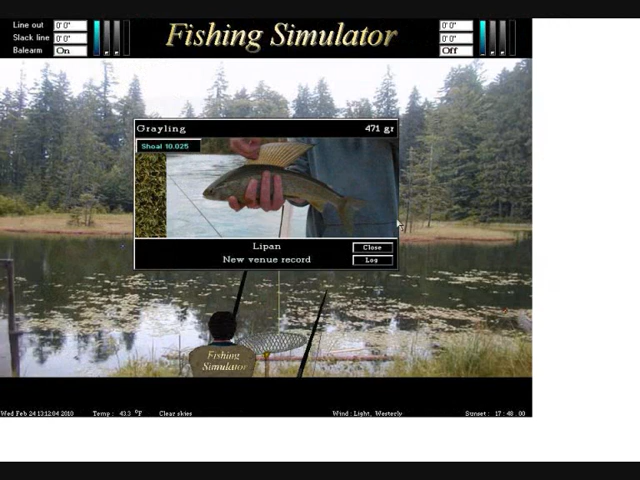 Line out 0' 0"
Slack line 0' 0"
Balearm On
Fishing Simulator
0' 0"
0' 0"
Off
Grayling 471 gr
Shoal 10.025
Lipan
New venue record
Close
Log
Fishing
Simulator
Wed Feb 24 13:12:04 2010 Temp : 43.3 °F Clear skies Wind : Light, Westerly Sunset : 17 : 48 . 00